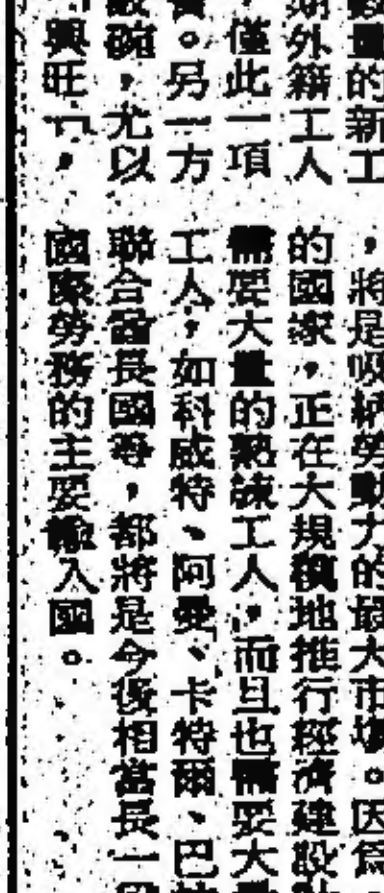 量的新工
期外籍工人
，僅此一項
。另一方
，尤以
興旺」，
，將是吸納勞動力的最大市場。因爲
的國家，正在大規模地推行經濟建設
需要大量的熟練工人，而且也需要大
工人，如科威特、阿曼、卡特爾、巴
聯合酋長國等，都將是今後相當長一段
國際勞務的主要輸入國。